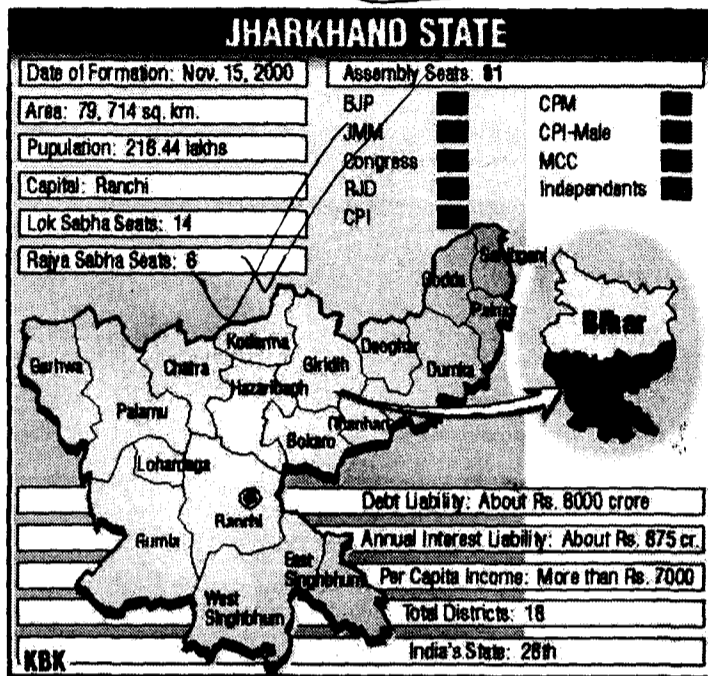 JHARKHAND STATE
Date of Formation: Nov. 15, 2000
Area: 79, 714 sq. km.
Pupulation: 218.44 lakhs
Capital: Ranchi
Lok Sabha Seats: 14
Rajya Sabha Seats: 6
Assembly Seats: 81
BJP
JMM
Congress
RJD
CPI
CPM
CPI-Male
MCC
Independents
Godda
Deoghar
Dumka
Koderma
Giridih
Garhwa
Chatra
Hazaribagh
Palamu
Bokaro
Lohardaga
Ranchi
Gumla
East
Singhbhum
West
Singhbhum
Bihar
Debt Liability: About Rs. 8000 crore
Annual Interest Liability: About Rs. 875 cr.
Per Capita Income: More than Rs. 7000
Total Districts: 18
India's State: 28th
KBK